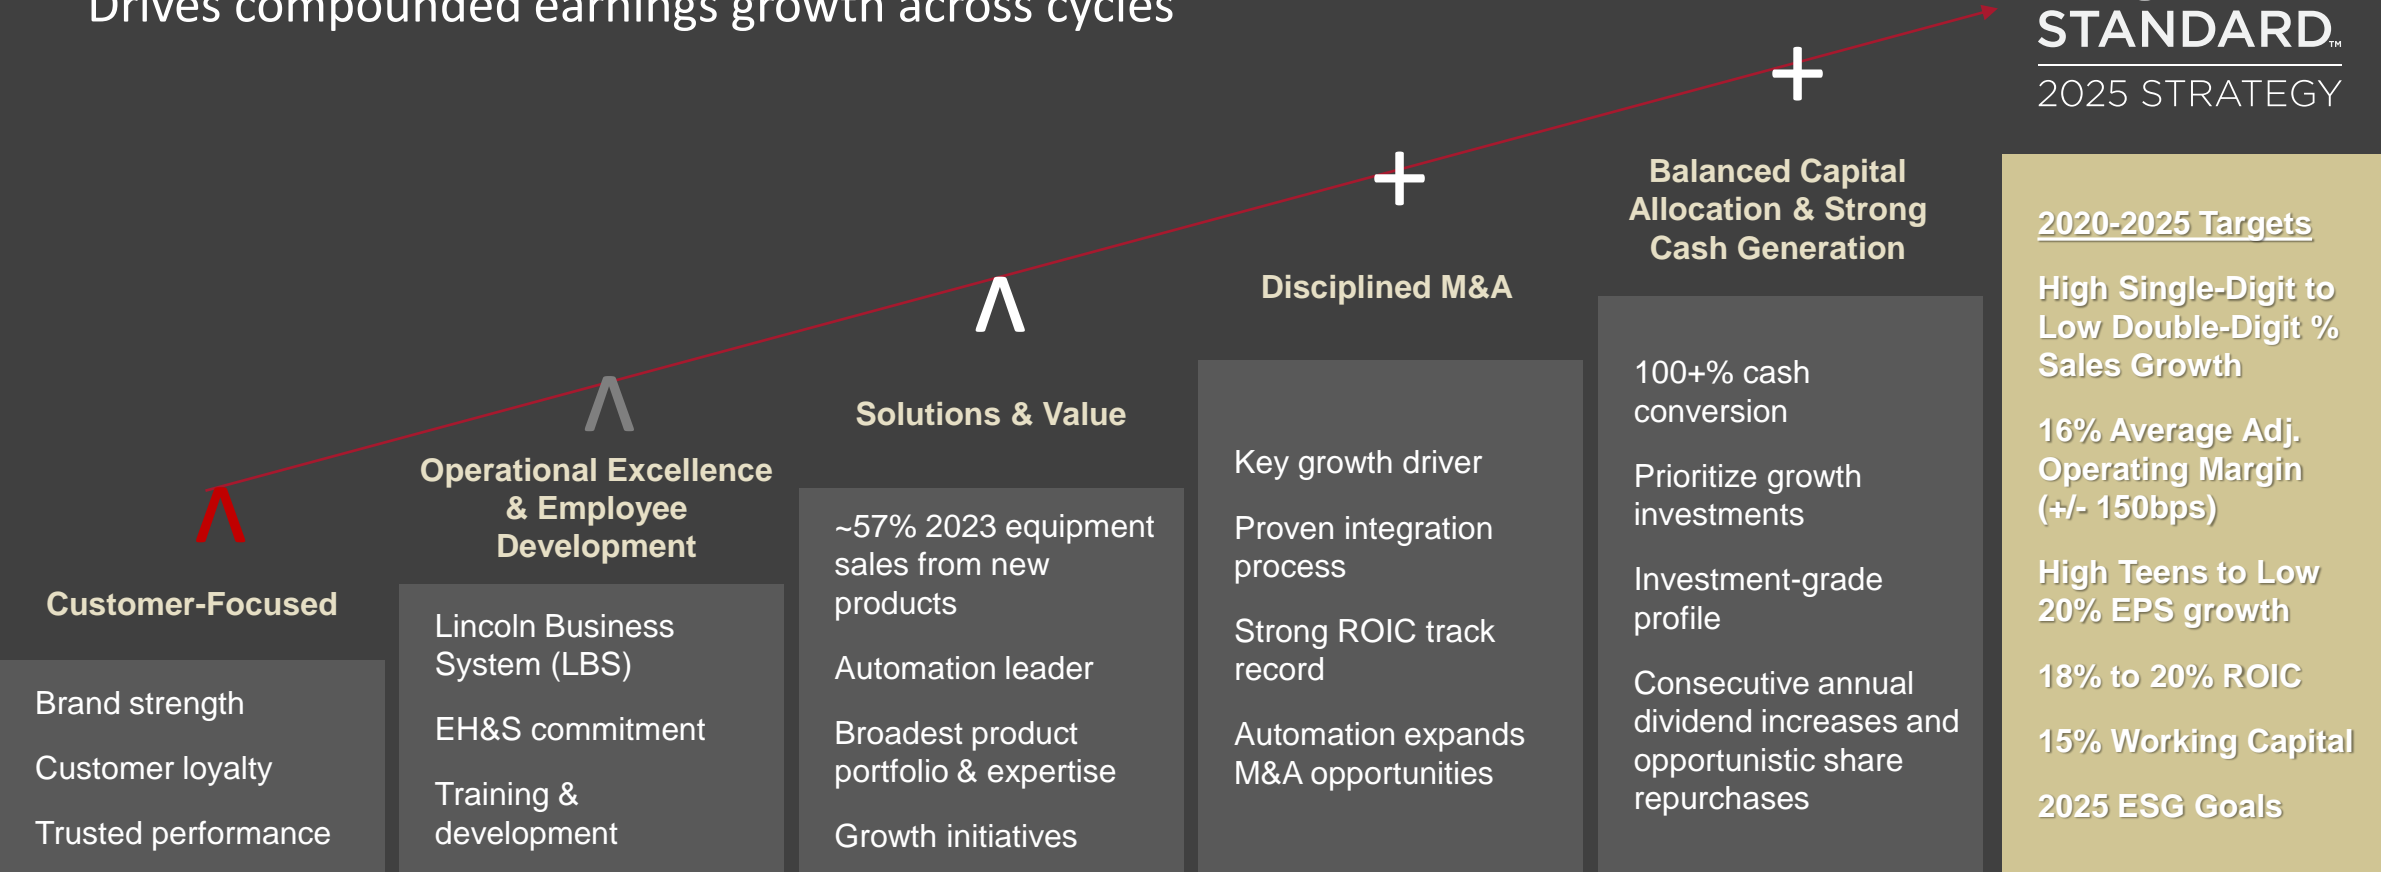 Drives compounded earnings growth across cycles
STANDARD™
2025 STRATEGY
Customer-Focused
Brand strength
Customer loyalty
Trusted performance
Operational Excellence
& Employee
Development
Lincoln Business
System (LBS)
EH&S commitment
Training &
development
Solutions & Value
~57% 2023 equipment
sales from new
products
Automation leader
Broadest product
portfolio & expertise
Growth initiatives
+
Disciplined M&A
Key growth driver
Proven integration
process
Strong ROIC track
record
Automation expands
M&A opportunities
+
Balanced Capital
Allocation & Strong
Cash Generation
100+% cash
conversion
Prioritize growth
investments
Investment-grade
profile
Consecutive annual
dividend increases and
opportunistic share
repurchases
2020-2025 Targets
High Single-Digit to
Low Double-Digit %
Sales Growth
16% Average Adj.
Operating Margin
(+/- 150bps)
High Teens to Low
20% EPS growth
18% to 20% ROIC
15% Working Capital
2025 ESG Goals